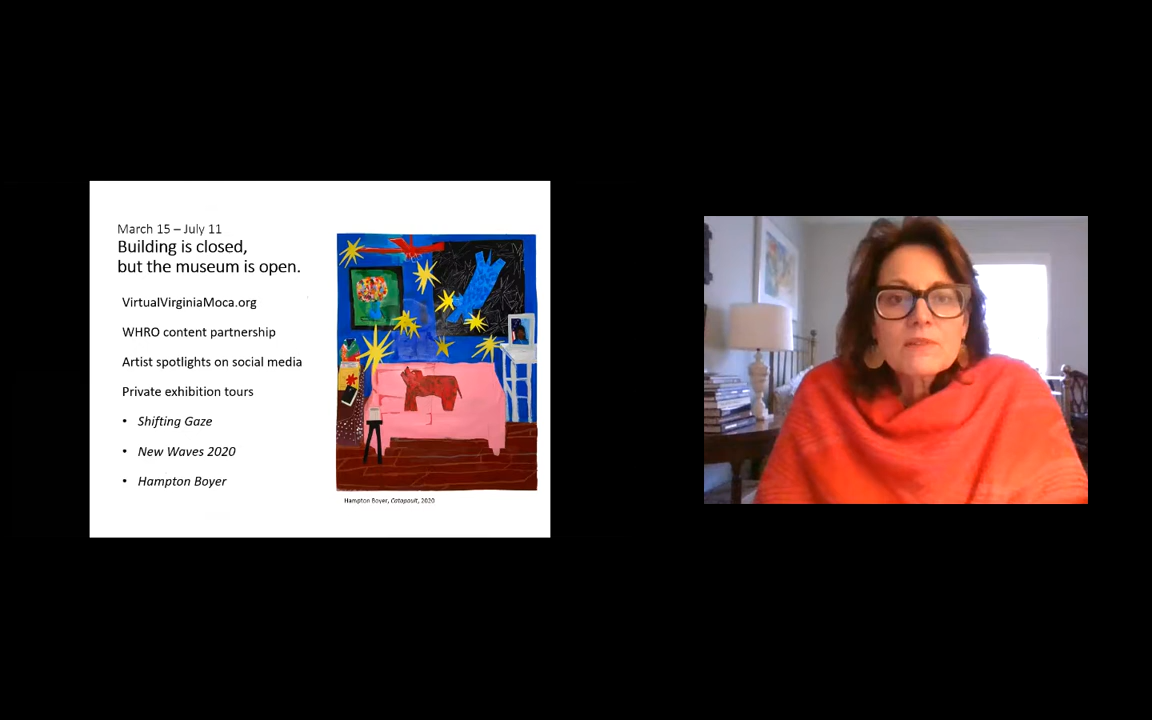 March 15 – July 11
Building is closed,
but the museum is open.
VirtualVirginiaMoca.org
WHRO content partnership
Artist spotlights on social media
Private exhibition tours
• Shifting Gaze
• New Waves 2020
• Hampton Boyer
Hampton Boyer, Catapault, 2020